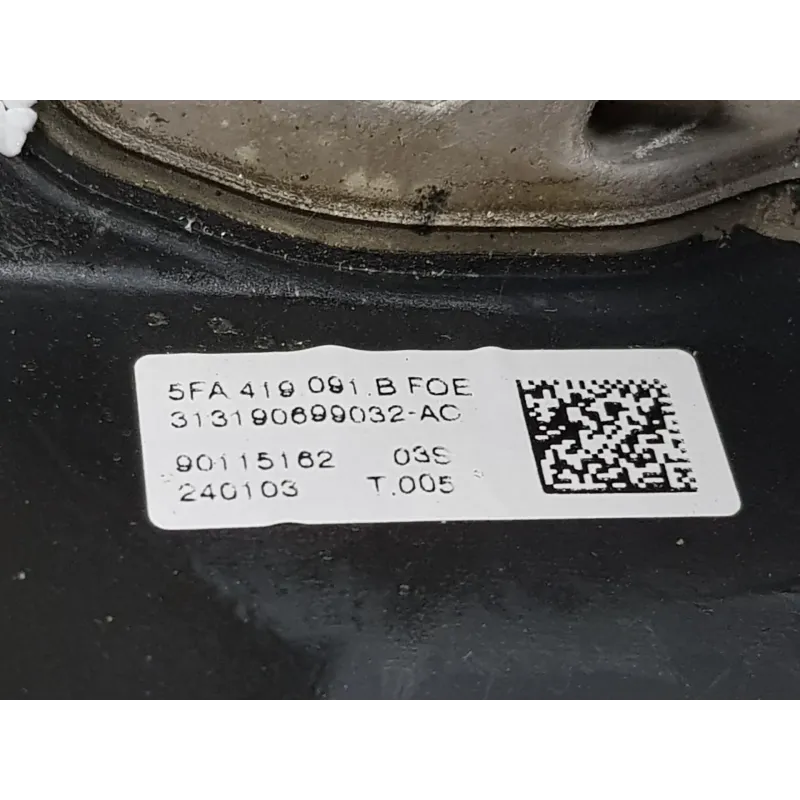 5FA 419 091.B FOE
313190699032-AC
90115162 03S
240103 T.005